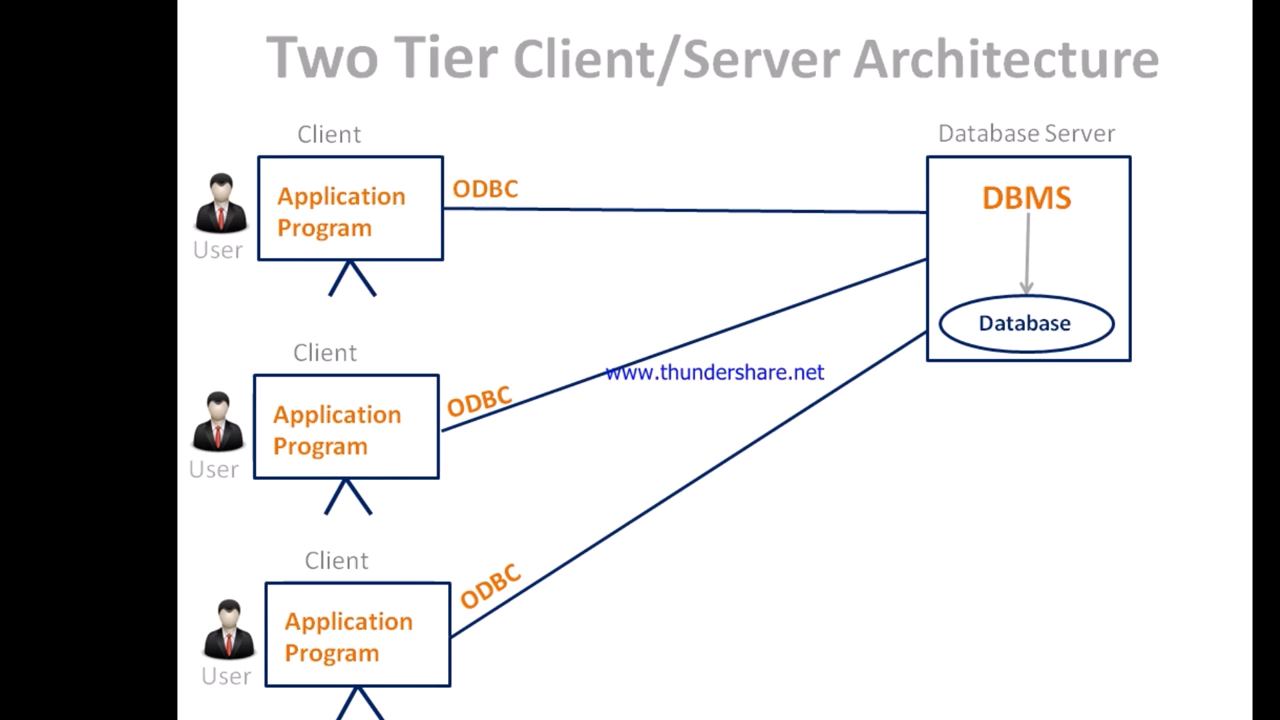 Two Tier Client/Server Architecture
Client
Database Server
Application
Program
ODBC
DBMS
User
Database
Client
www.thundershare.net
Application
Program
ODBC
User
Client
ODBC
Application
Program
User